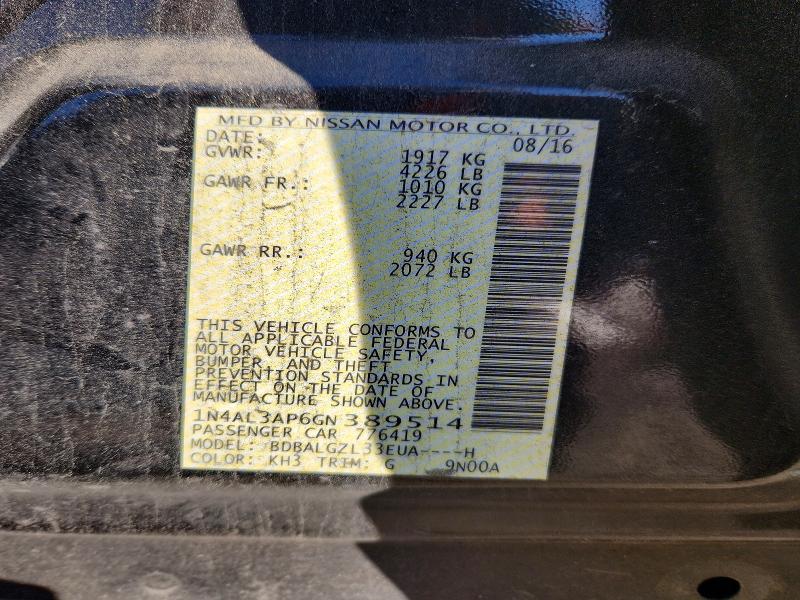 MFD BY NISSAN MOTOR CO., LTD.
DATE: 08/16
GVWR: 1917 KG
4226 LB
GAWR FR.: 1010 KG
2227 LB
GAWR RR.: 940 KG
2072 LB
THIS VEHICLE CONFORMS TO
ALL APPLICABLE FEDERAL
MOTOR VEHICLE SAFETY,
BUMPER, AND THEFT
PREVENTION STANDARDS IN
EFFECT ON THE DATE OF
MANUFACTURE SHOWN ABOVE.
1N4AL3AP6GN389514
PASSENGER CAR 776419
MODEL: BDBALGZL33EUA----H
COLOR: KH3 TRIM: G 9N00A